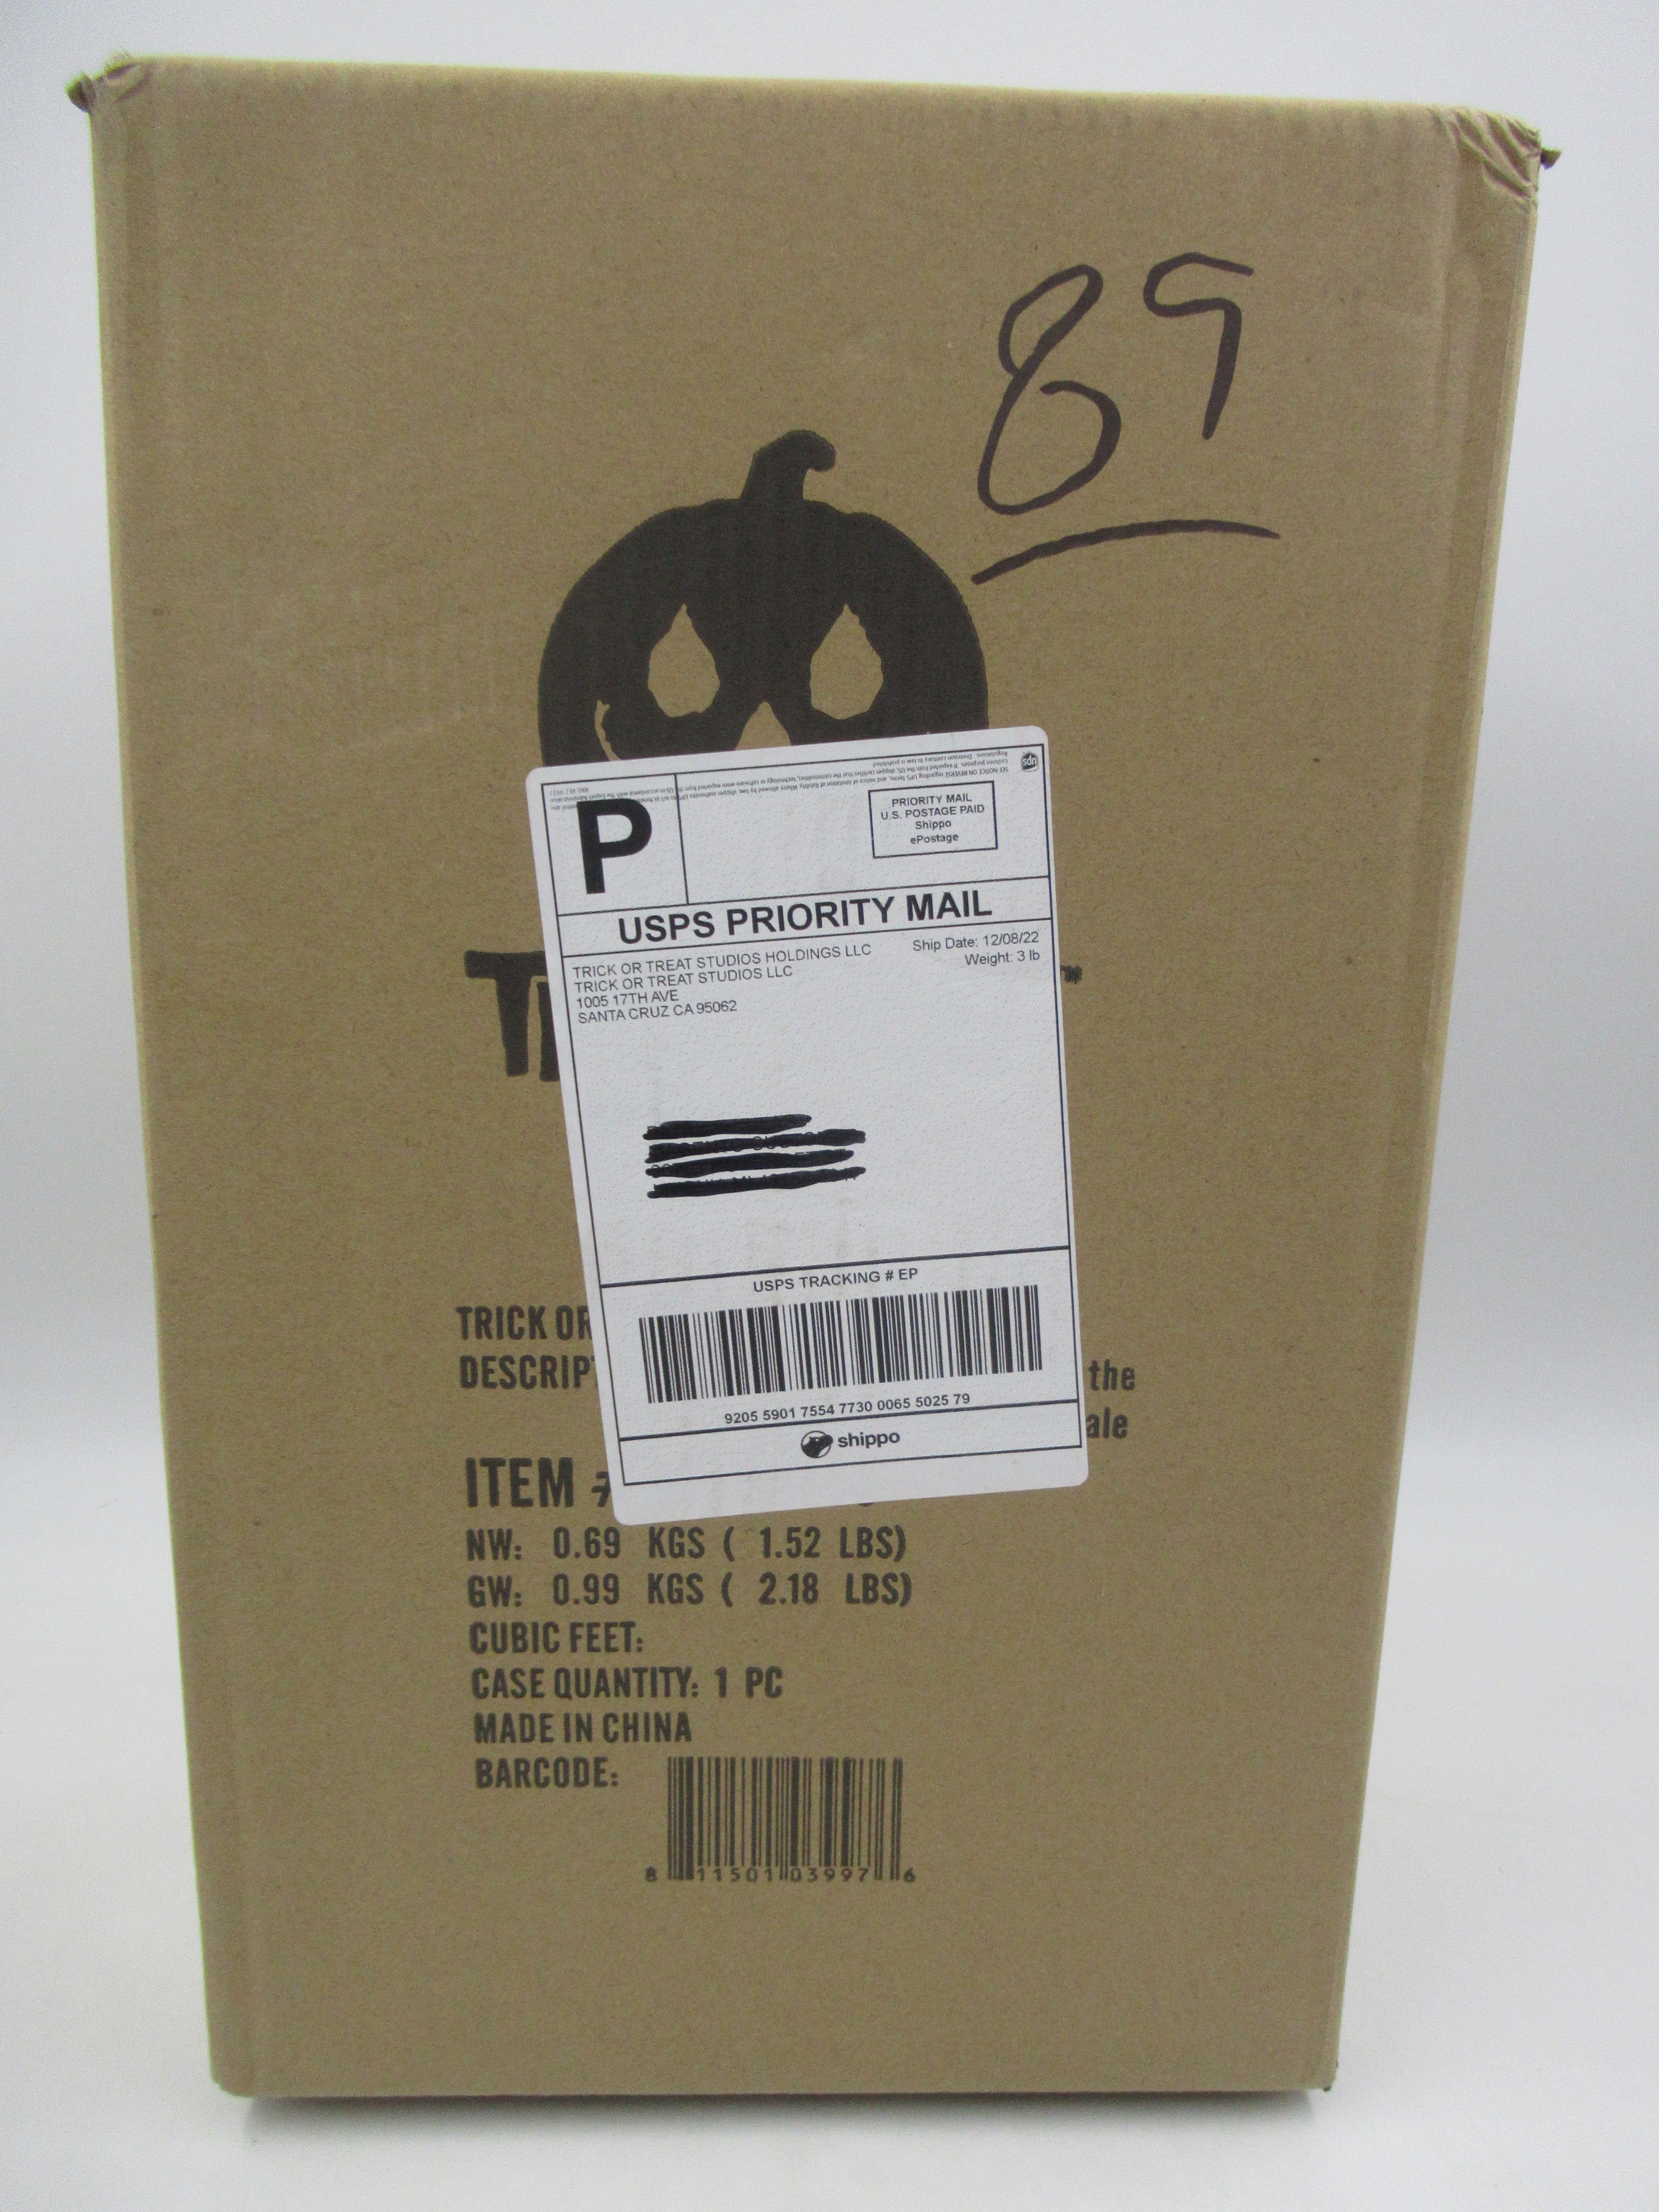 89
P
PRIORITY MAIL
U.S. POSTAGE PAID
Shippo
ePostage
USPS PRIORITY MAIL
TRICK OR TREAT STUDIOS HOLDINGS LLC
TRICK OR TREAT STUDIOS LLC
1005 17TH AVE
SANTA CRUZ CA 95062
Ship Date: 12/08/22
Weight: 3 lb
TM
USPS TRACKING # EP
9205 5901 7554 7730 0065 5025 79
shippo
TRICK OR
DESCRIP the
ale
ITEM #
NW: 0.69 KGS ( 1.52 LBS)
GW: 0.99 KGS ( 2.18 LBS)
CUBIC FEET:
CASE QUANTITY: 1 PC
MADE IN CHINA
BARCODE:
8 11501 03997 6